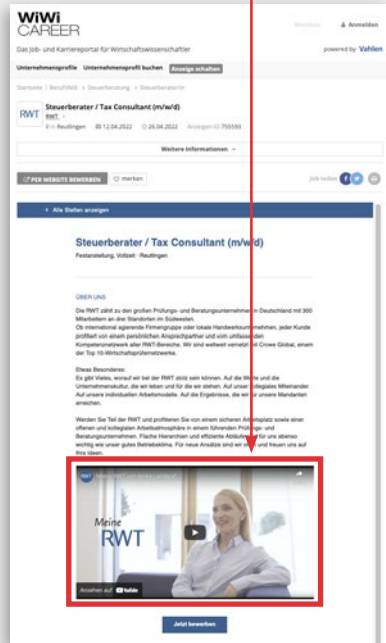 WiWi
CAREER
Merkliste
Anmelden
Das Job- und Karriereportal für Wirtschaftswissenschaftler
powered by Vahlen
Unternehmensprofile Unternehmensprofil buchen Anzeige schalten
Startseite | Berufsfeld > Steuerberatung > Steuerberater/in
RWT
Steuerberater / Tax Consultant (m/w/d)
RWT >
in Reutlingen 12.04.2022 26.04.2022 Anzeigen-ID 755593
Weitere Informationen
PER WEBSITE BEWERBEN merken
Job teilen
< Alle Stellen anzeigen
Steuerberater / Tax Consultant (m/w/d)
Festanstellung, Vollzeit · Reutlingen
ÜBER UNS
Die RWT zählt zu den großen Prüfungs- und Beratungsunternehmen in Deutschland mit 300
Mitarbeitern an drei Standorten im Südwesten.
Ob international agierende Firmengruppe oder lokale Handwerksunternehmen, jeder Kunde
profitiert von einem persönlichen Ansprechpartner und vom umfassenden
Kompetenznetzwerk aller RWT-Bereiche. Wir sind weltweit vernetzt bei Crowe Global, einem
der Top 10-Wirtschaftsprüfernetzwerke.
Etwas Besonderes:
Es gibt Vieles, worauf wir bei der RWT stolz sein können. Auf die Werte und die
Unternehmenskultur, die wir leben und für die wir stehen. Auf unser kollegiales Miteinander.
Auf unsere individuellen Arbeitsmodelle. Auf die Ergebnisse, die wir für unsere Mandanten
erreichen.
Werden Sie Teil der RWT und profitieren Sie von einem sicheren Arbeitsplatz sowie einer
offenen und kollegialen Arbeitsatmosphäre in einem führenden Prüfungs- und
Beratungsunternehmen. Flache Hierarchien und effiziente Abläufe sind für uns ebenso
wichtig wie unser gutes Betriebsklima. Für neue Ansätze sind wir offen und freuen uns auf
Ihre Ideen.
RWT
Meine
RWT
Ansehen auf YouTube
Jetzt bewerben